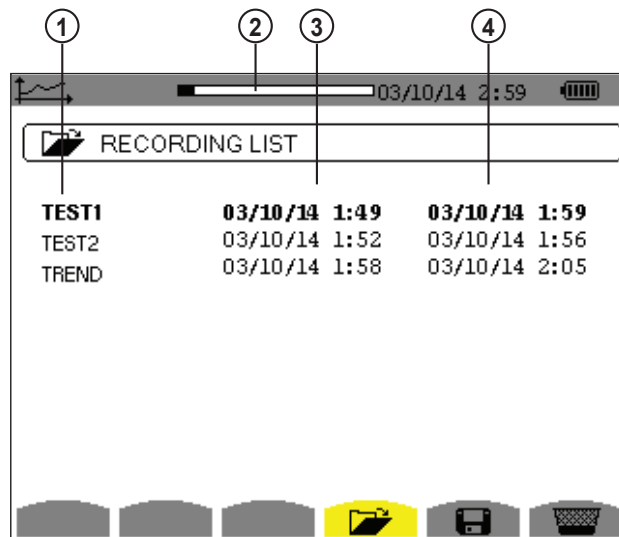 1 2 3 4
03/10/14 2:59
RECORDING LIST
TEST1 03/10/14 1:49 03/10/14 1:59
TEST2 03/10/14 1:52 03/10/14 1:56
TREND 03/10/14 1:58 03/10/14 2:05